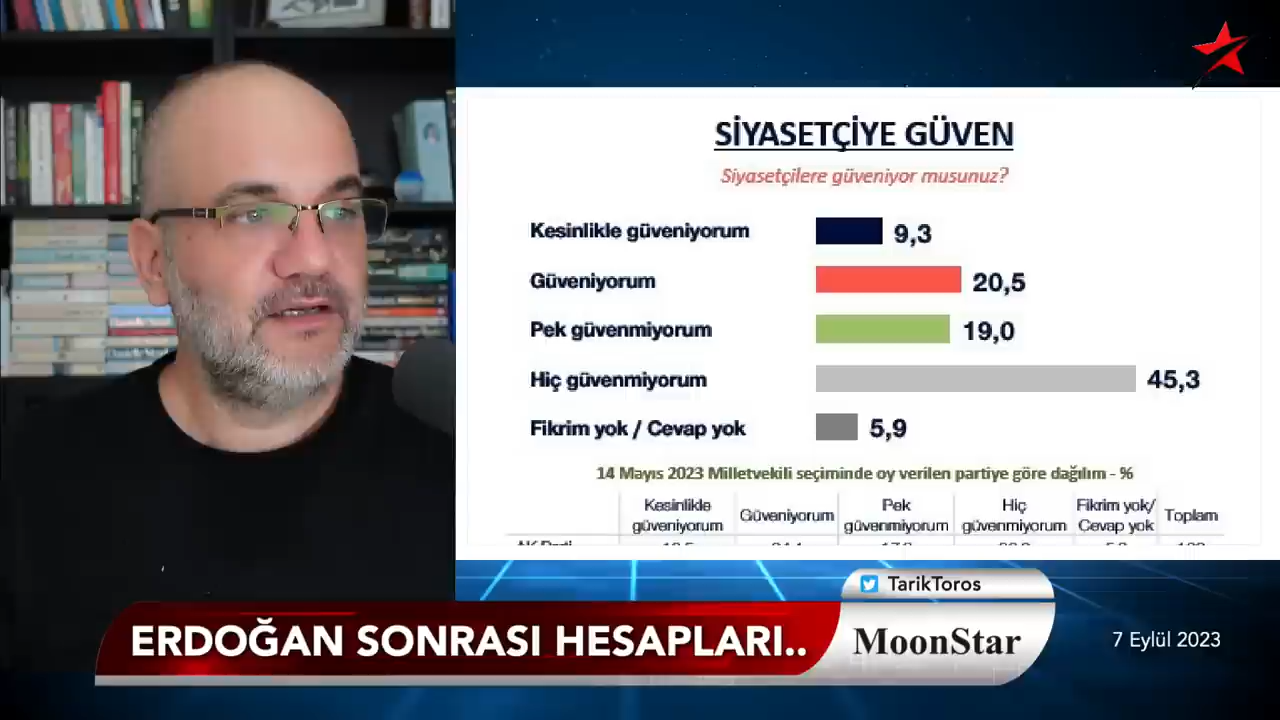 SİYASETÇİYE GÜVEN
Siyasetçilere güveniyor musunuz?
Kesinlikle güveniyorum 9,3
Güveniyorum 20,5
Pek güvenmiyorum 19,0
Hiç güvenmiyorum 45,3
Fikrim yok / Cevap yok 5,9
14 Mayıs 2023 Milletvekili seçiminde oy verilen partiye göre dağılım - %
Kesinlikle güveniyorum Güveniyorum Pek güvenmiyorum Hiç güvenmiyorum Fikrim yok/ Cevap yok Toplam
TarikToros
ERDOĞAN SONRASI HESAPLARI..
MoonStar
7 Eylül 2023